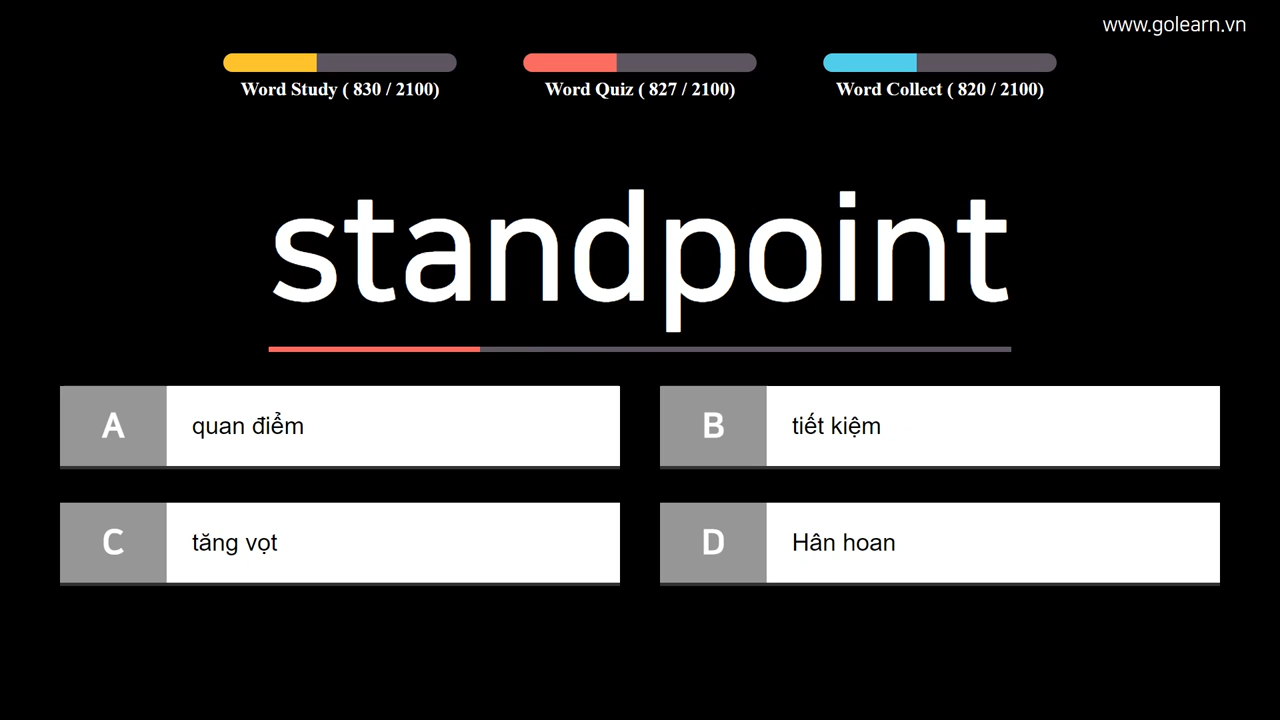 www.golearn.vn
Word Study ( 830 / 2100)
Word Quiz ( 827 / 2100)
Word Collect ( 820 / 2100)
standpoint
A quan điểm
B tiết kiệm
C tăng vọt
D Hân hoan